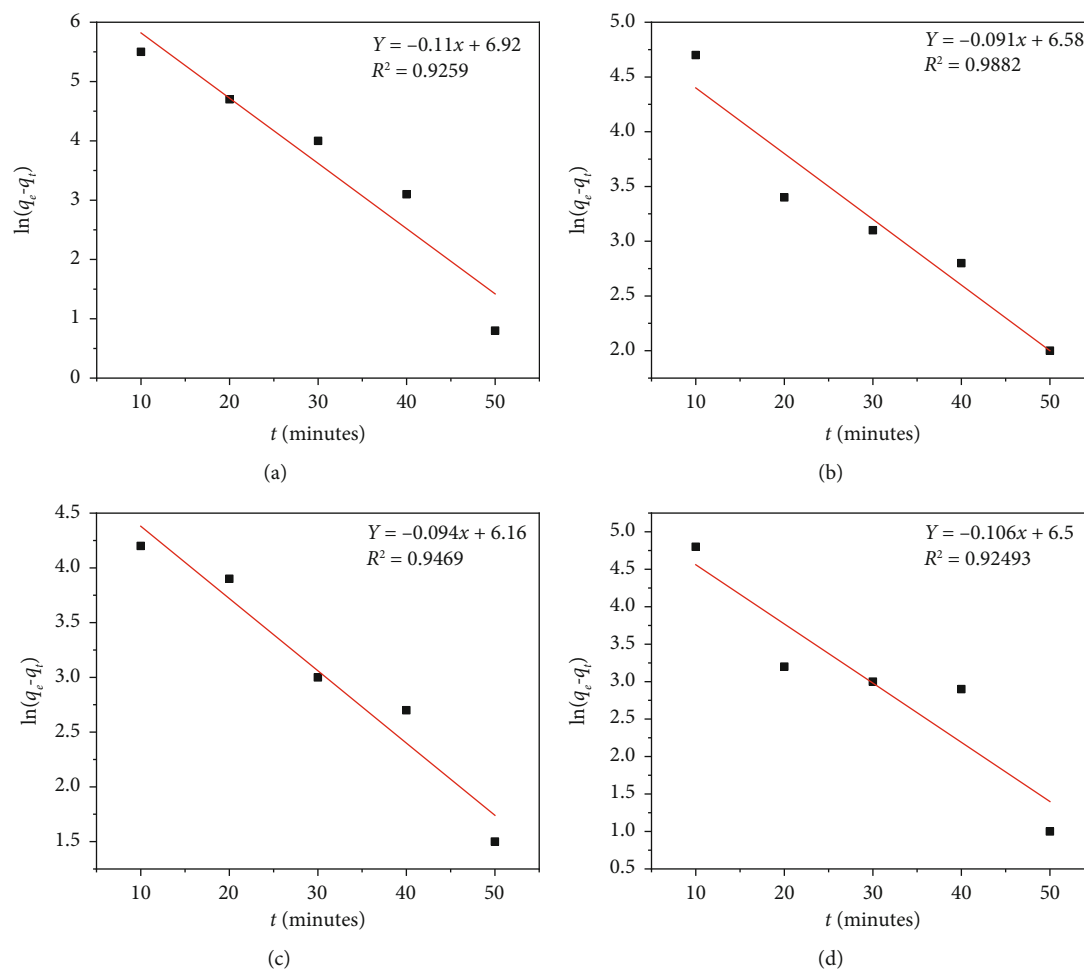 6
5
4
3
2
1
0
ln(qₑ-qₜ)
Y = –0.11x + 6.92
R² = 0.9259
10 20 30 40 50
t (minutes)
(a)
5.0
4.5
4.0
3.5
3.0
2.5
2.0
ln(qₑ-qₜ)
Y = –0.091x + 6.58
R² = 0.9882
10 20 30 40 50
t (minutes)
(b)
4.5
4.0
3.5
3.0
2.5
2.0
1.5
ln(qₑ-qₜ)
Y = –0.094x + 6.16
R² = 0.9469
10 20 30 40 50
t (minutes)
(c)
5.0
4.5
4.0
3.5
3.0
2.5
2.0
1.5
1.0
0.5
ln(qₑ-qₜ)
Y = –0.106x + 6.5
R² = 0.92493
10 20 30 40 50
t (minutes)
(d)